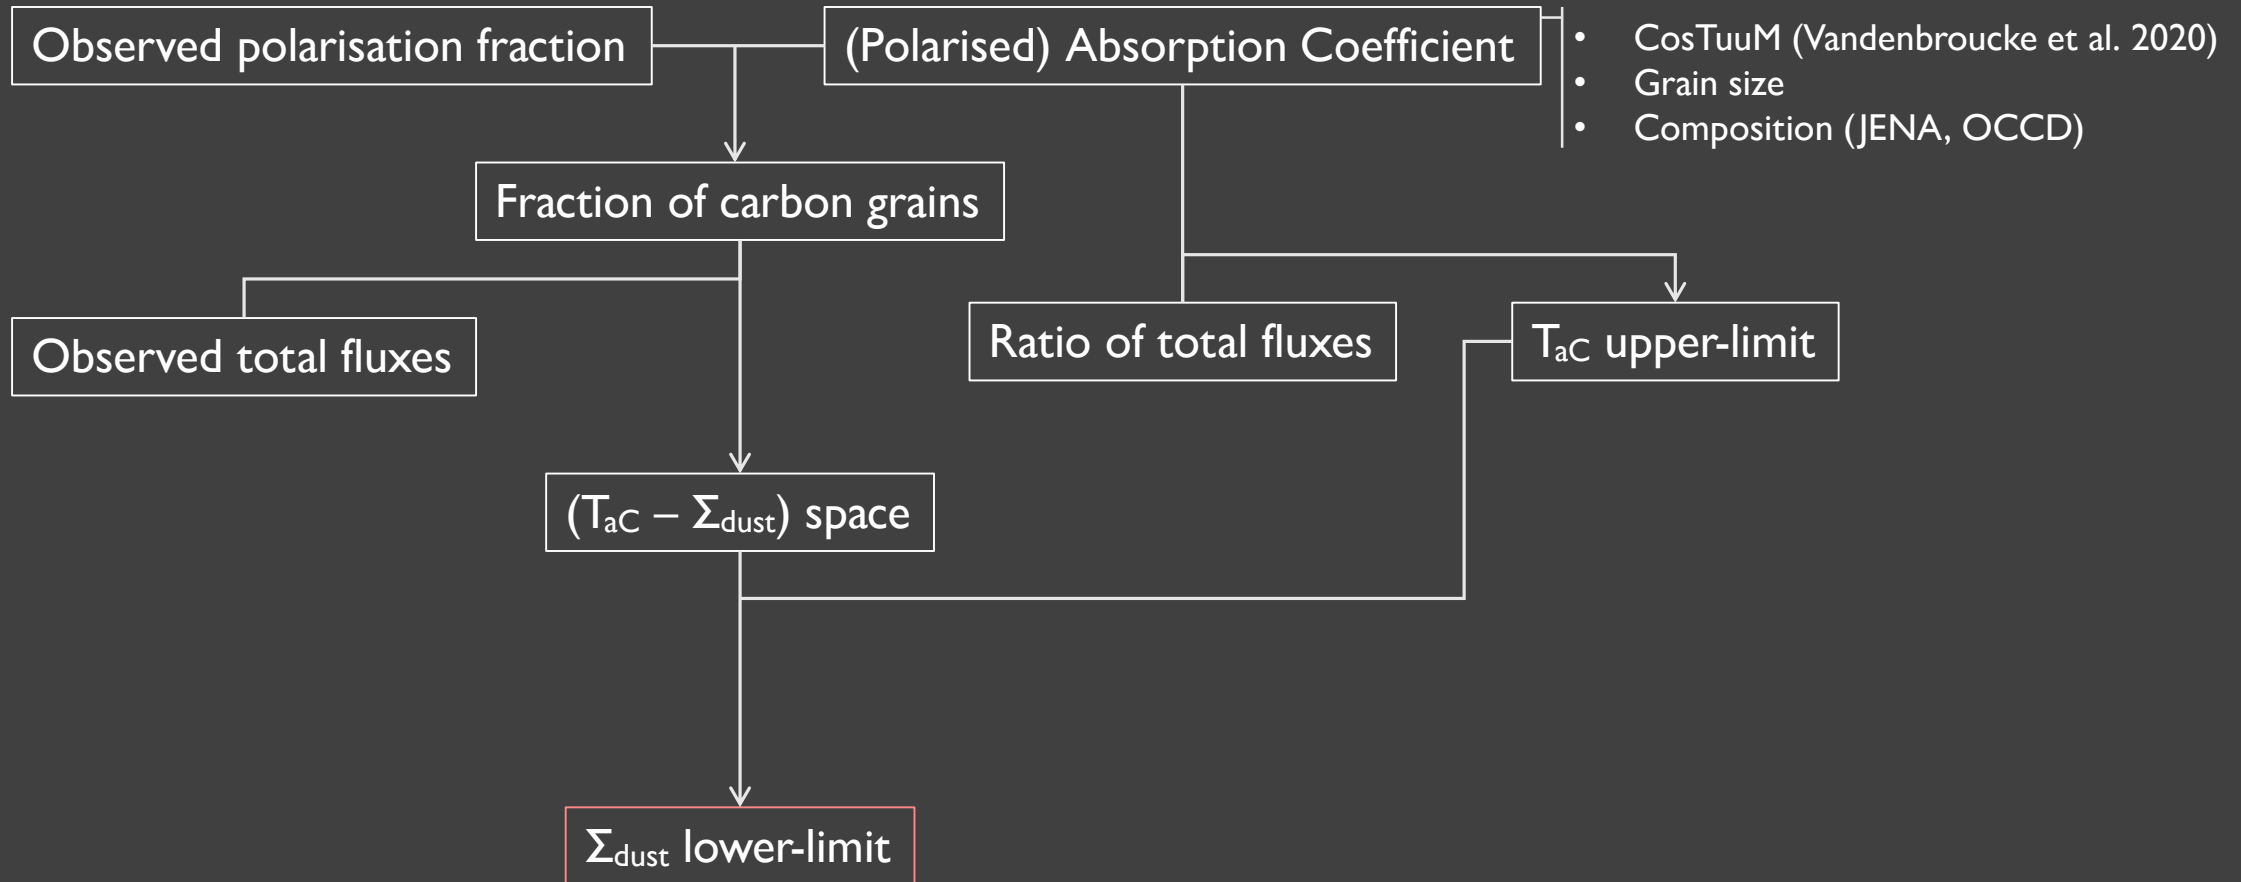 Observed polarisation fraction
(Polarised) Absorption Coefficient
• CosTuuM (Vandenbroucke et al. 2020)
• Grain size
• Composition (JENA, OCCD)
Fraction of carbon grains
Observed total fluxes
Ratio of total fluxes
TaC upper-limit
(TaC – Σdust) space
Σdust lower-limit